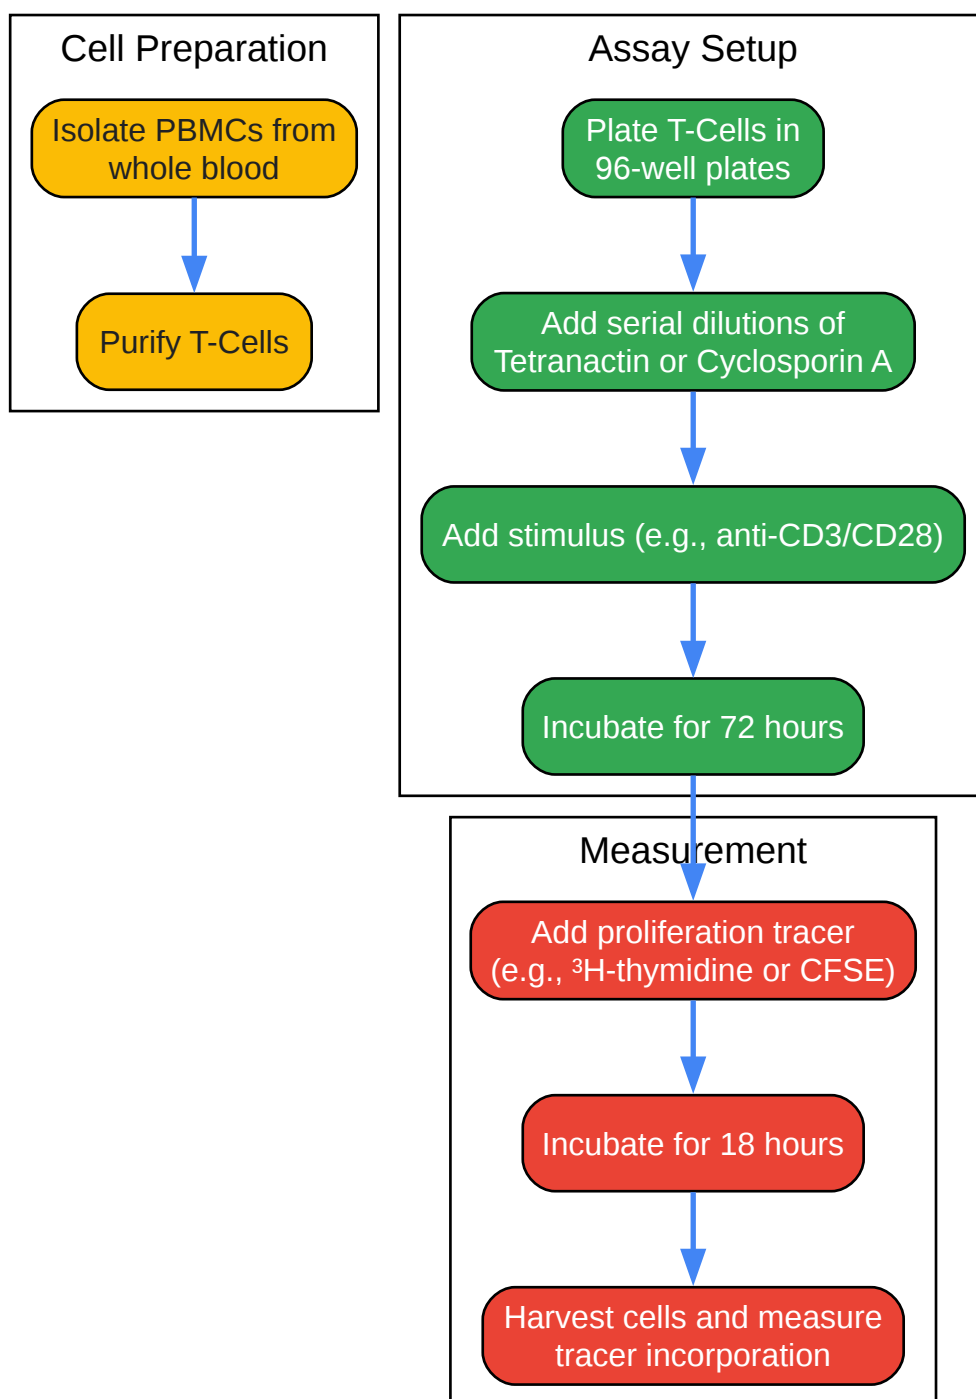 Cell Preparation
Isolate PBMCs from
whole blood
Purify T-Cells
Assay Setup
Plate T-Cells in
96-well plates
Add serial dilutions of
Tetranactin or Cyclosporin A
Add stimulus (e.g., anti-CD3/CD28)
Incubate for 72 hours
Measurement
Add proliferation tracer
(e.g., ³H-thymidine or CFSE)
Incubate for 18 hours
Harvest cells and measure
tracer incorporation